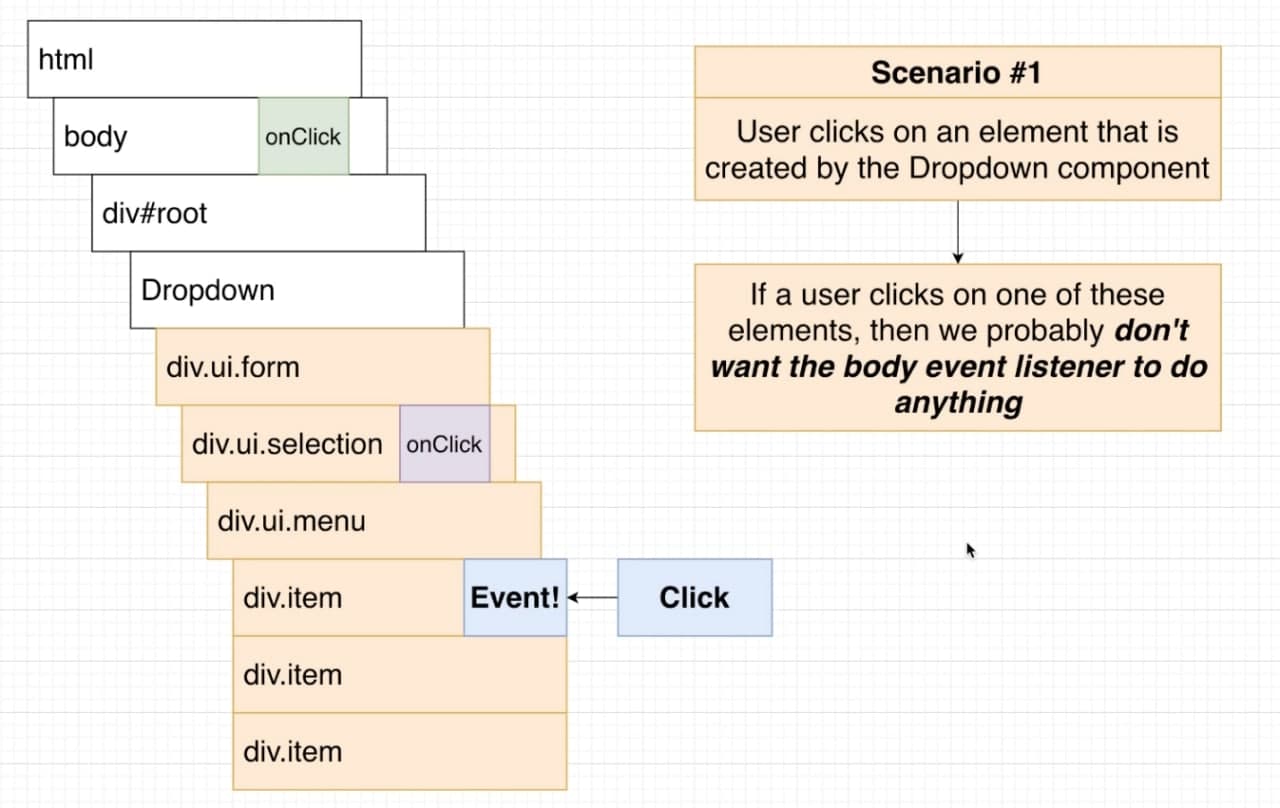 html
body
onClick
div#root
Dropdown
div.ui.form
div.ui.selection
onClick
div.ui.menu
div.item
Event!
Click
div.item
div.item
Scenario #1
User clicks on an element that is
created by the Dropdown component
If a user clicks on one of these
elements, then we probably don't
want the body event listener to do
anything